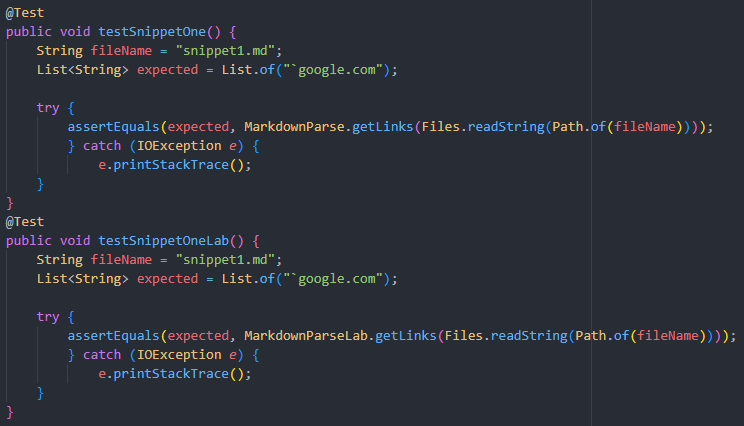 @Test
public void testSnippetOne() {
    String fileName = "snippet1.md";
    List<String> expected = List.of("`google.com");

    try {
        assertEquals(expected, MarkdownParse.getLinks(Files.readString(Path.of(fileName))));
        } catch (IOException e) {
            e.printStackTrace();
    }
}
@Test
public void testSnippetOneLab() {
    String fileName = "snippet1.md";
    List<String> expected = List.of("`google.com");

    try {
        assertEquals(expected, MarkdownParseLab.getLinks(Files.readString(Path.of(fileName))));
        } catch (IOException e) {
            e.printStackTrace();
    }
}